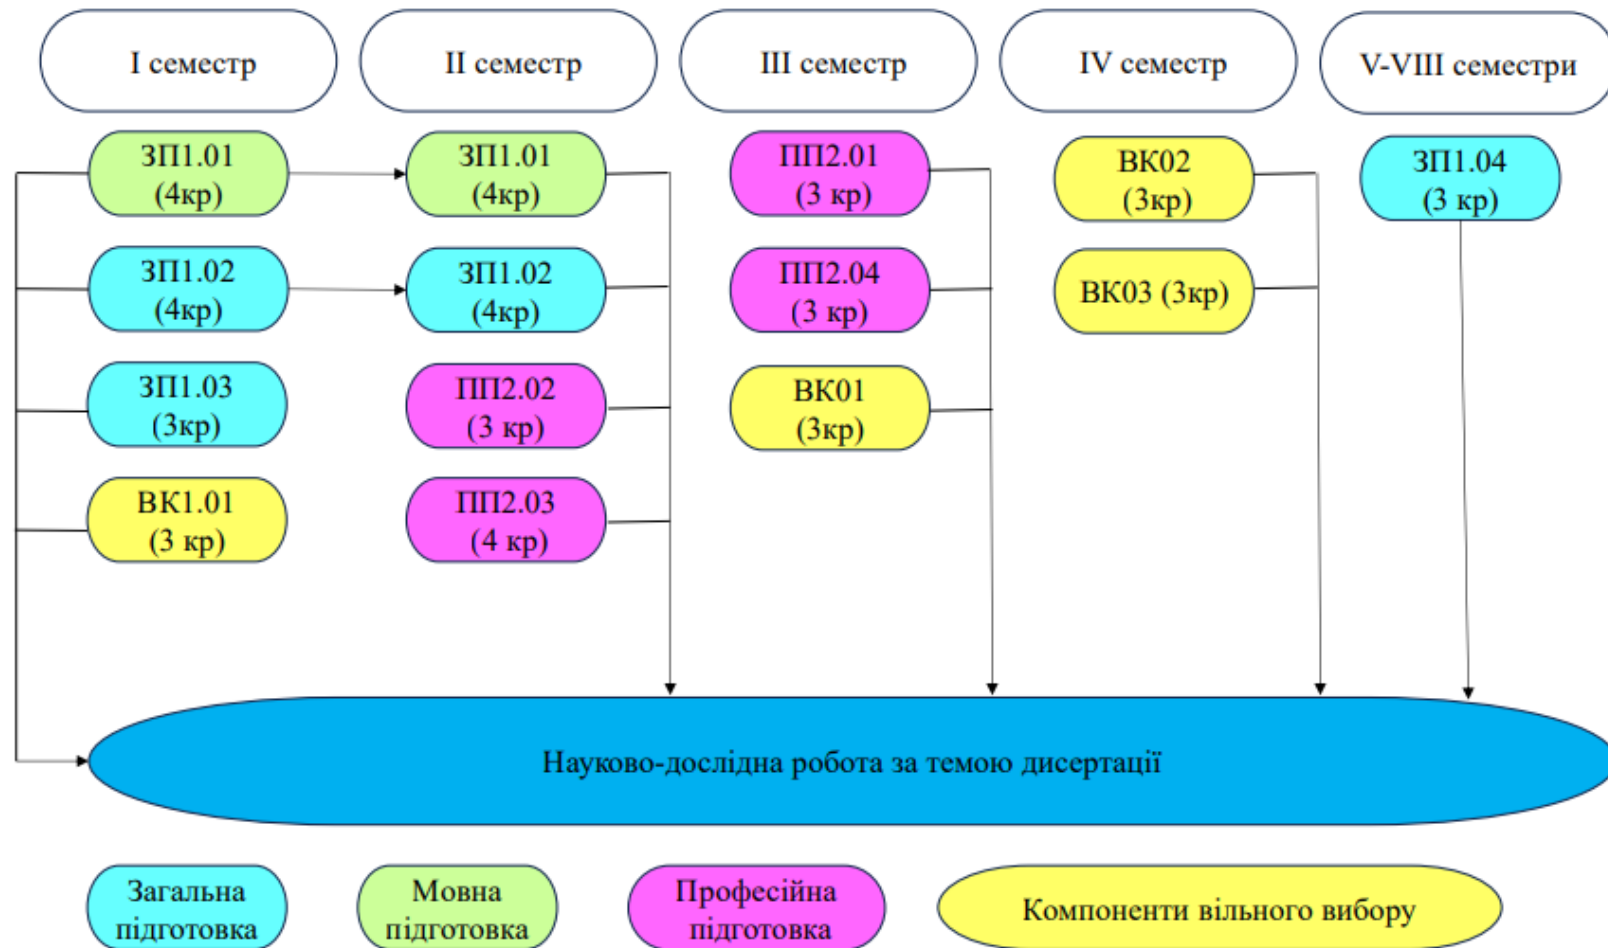 І семестр
ІІ семестр
ІІІ семестр
IV семестр
V-VIII семестри
ЗП1.01
(4кр)
ЗП1.01
(4кр)
ПП2.01
(3 кр)
ВК02
(3кр)
ЗП1.04
(3 кр)
ЗП1.02
(4кр)
ЗП1.02
(4кр)
ПП2.04
(3 кр)
ВК03 (3кр)
ЗП1.03
(3кр)
ПП2.02
(3 кр)
ВК01
(3кр)
ВК1.01
(3 кр)
ПП2.03
(4 кр)
Науково-дослідна робота за темою дисертації
Загальна
підготовка
Мовна
підготовка
Професійна
підготовка
Компоненти вільного вибору